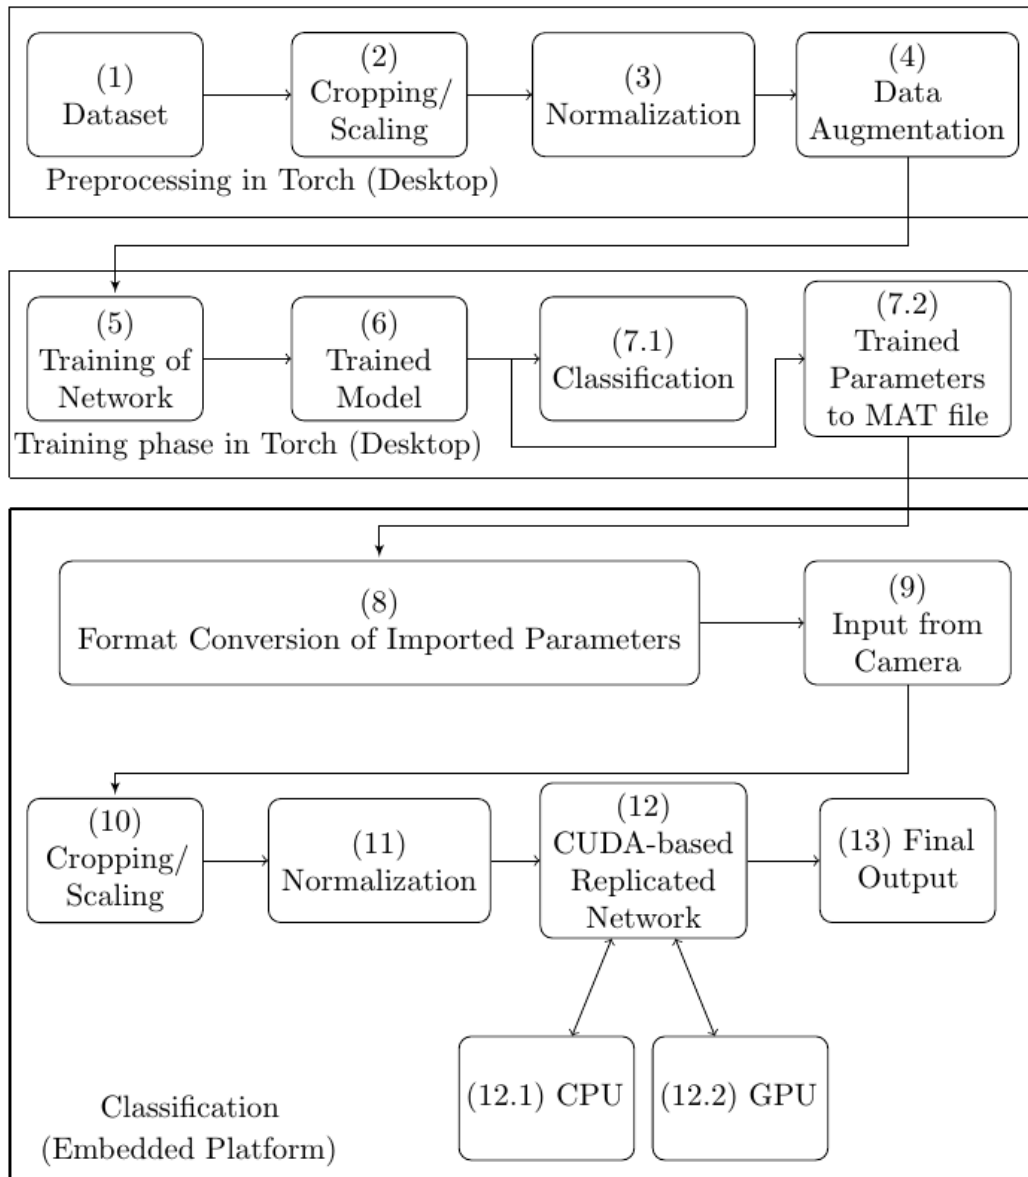 (1)
Dataset
(2)
Cropping/
Scaling
(3)
Normalization
(4)
Data
Augmentation
Preprocessing in Torch (Desktop)
(5)
Training of
Network
(6)
Trained
Model
(7.1)
Classification
(7.2)
Trained
Parameters
to MAT file
Training phase in Torch (Desktop)
(8)
Format Conversion of Imported Parameters
(9)
Input from
Camera
(10)
Cropping/
Scaling
(11)
Normalization
(12)
CUDA-based
Replicated
Network
(13) Final
Output
(12.1) CPU
(12.2) GPU
Classification
(Embedded Platform)